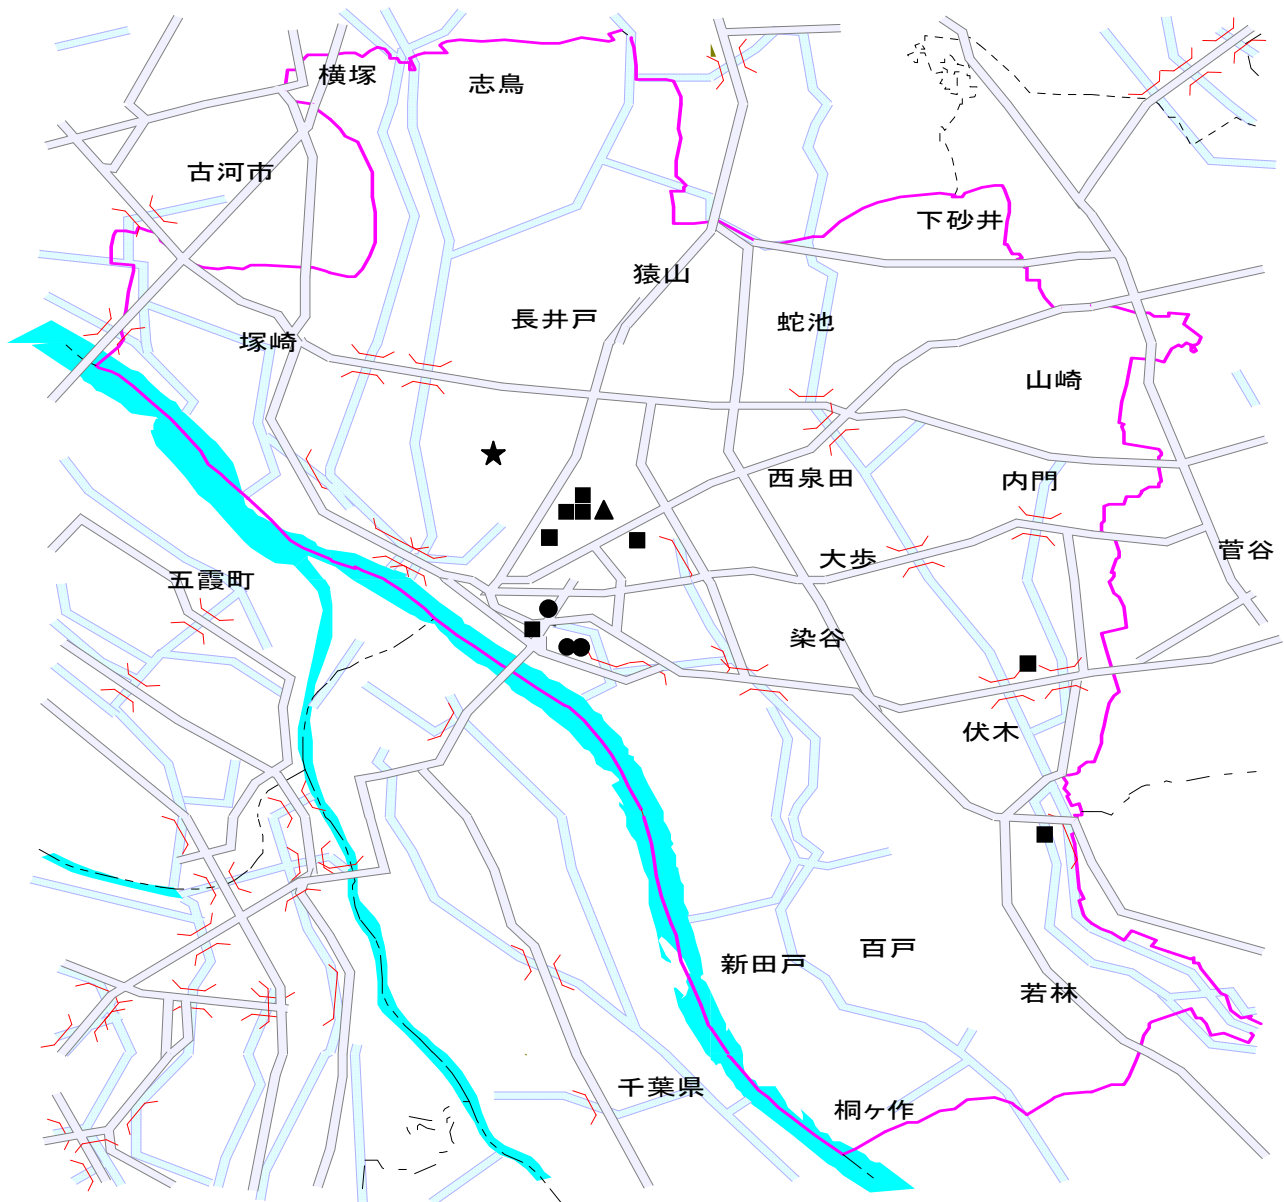 横塚
志鳥
古河市
下砂井
猿山
長井戸
蛇池
塚崎
山崎
西泉田
内門
菅谷
大歩
五霞町
染谷
伏木
百戸
新田戸
若林
千葉県
桐ヶ作